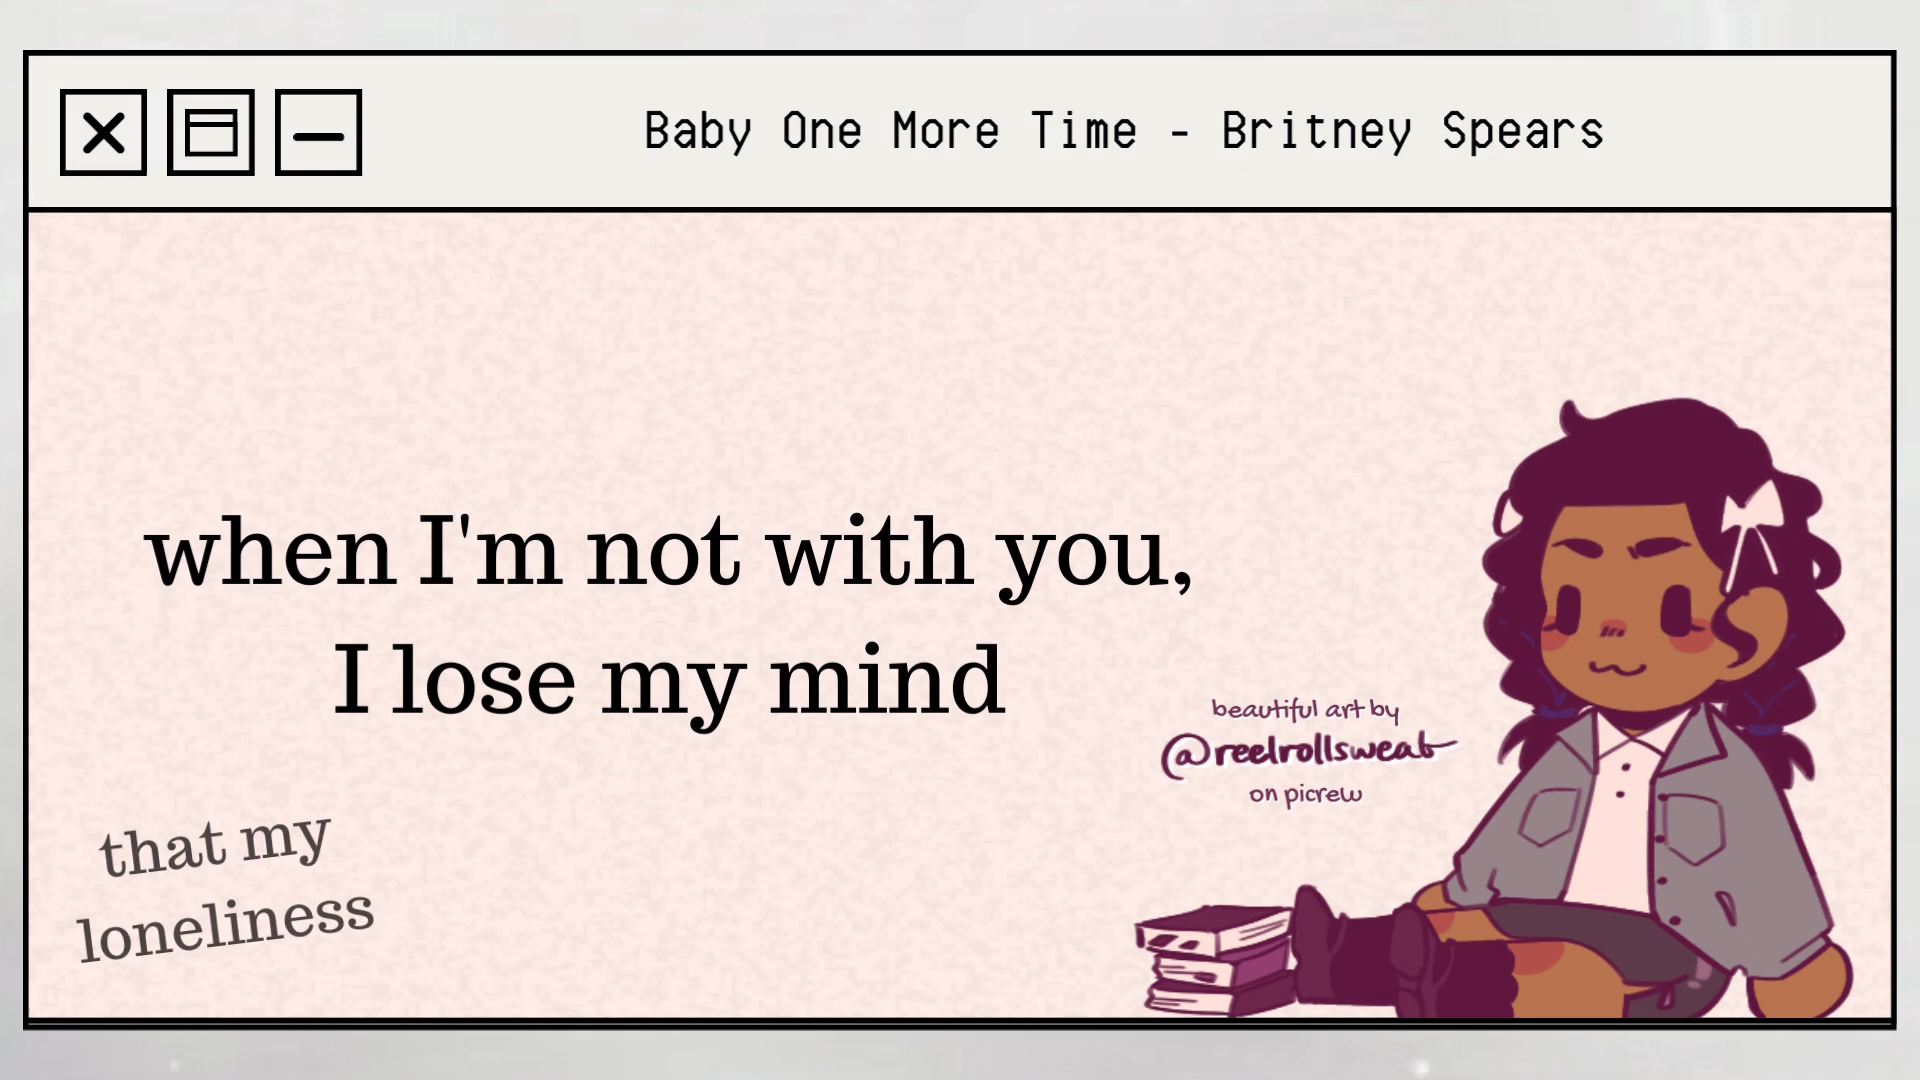 Baby One More Time - Britney Spears
when I'm not with you,
I lose my mind
beautiful art by
@reelrollsweat
on picrew
that my
loneliness